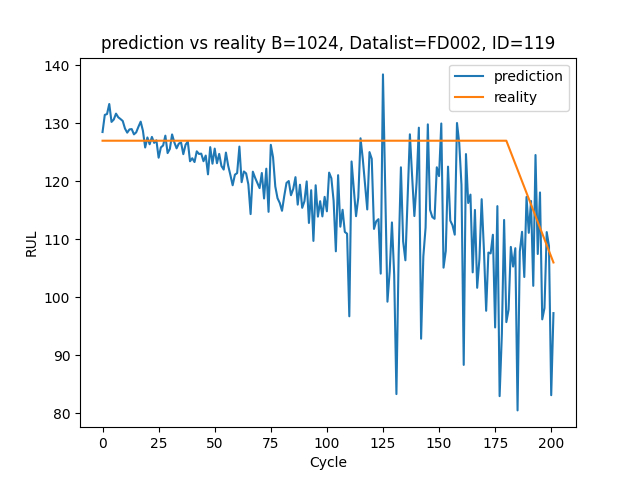 prediction vs reality B=1024, Datalist=FD002, ID=119
prediction
reality
RUL
140
130
120
110
100
90
80
0 25 50 75 100 125 150 175 200
Cycle